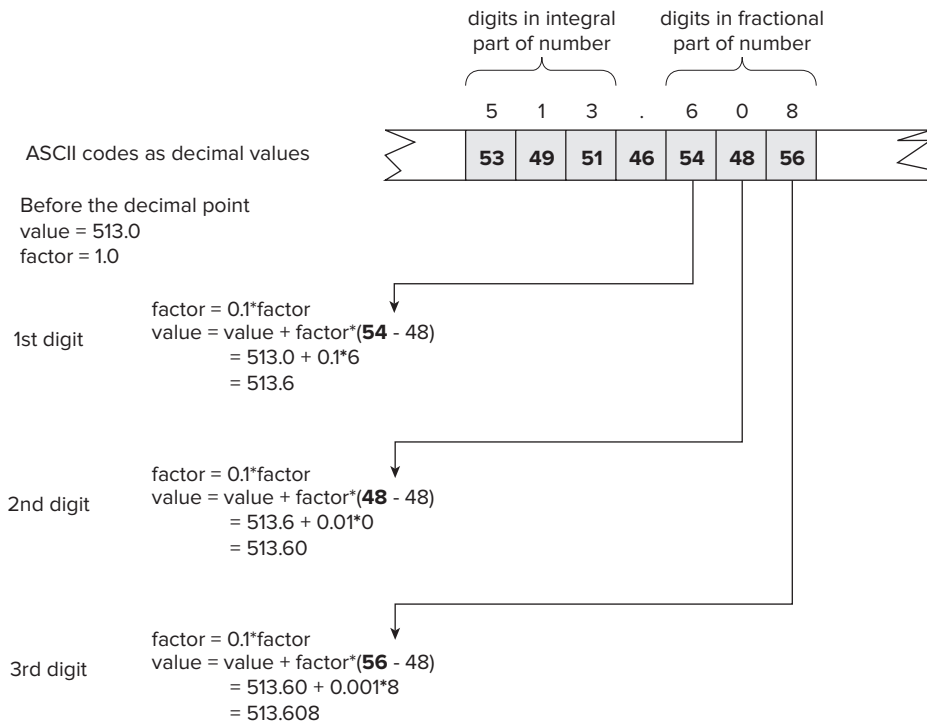 digits in integral
part of number
digits in fractional
part of number
5 1 3 . 6 0 8
ASCII codes as decimal values
53 49 51 46 54 48 56
Before the decimal point
value = 513.0
factor = 1.0
1st digit
factor = 0.1*factor
value = value + factor*(54 - 48)
= 513.0 + 0.1*6
= 513.6
2nd digit
factor = 0.1*factor
value = value + factor*(48 - 48)
= 513.6 + 0.01*0
= 513.60
3rd digit
factor = 0.1*factor
value = value + factor*(56 - 48)
= 513.60 + 0.001*8
= 513.608